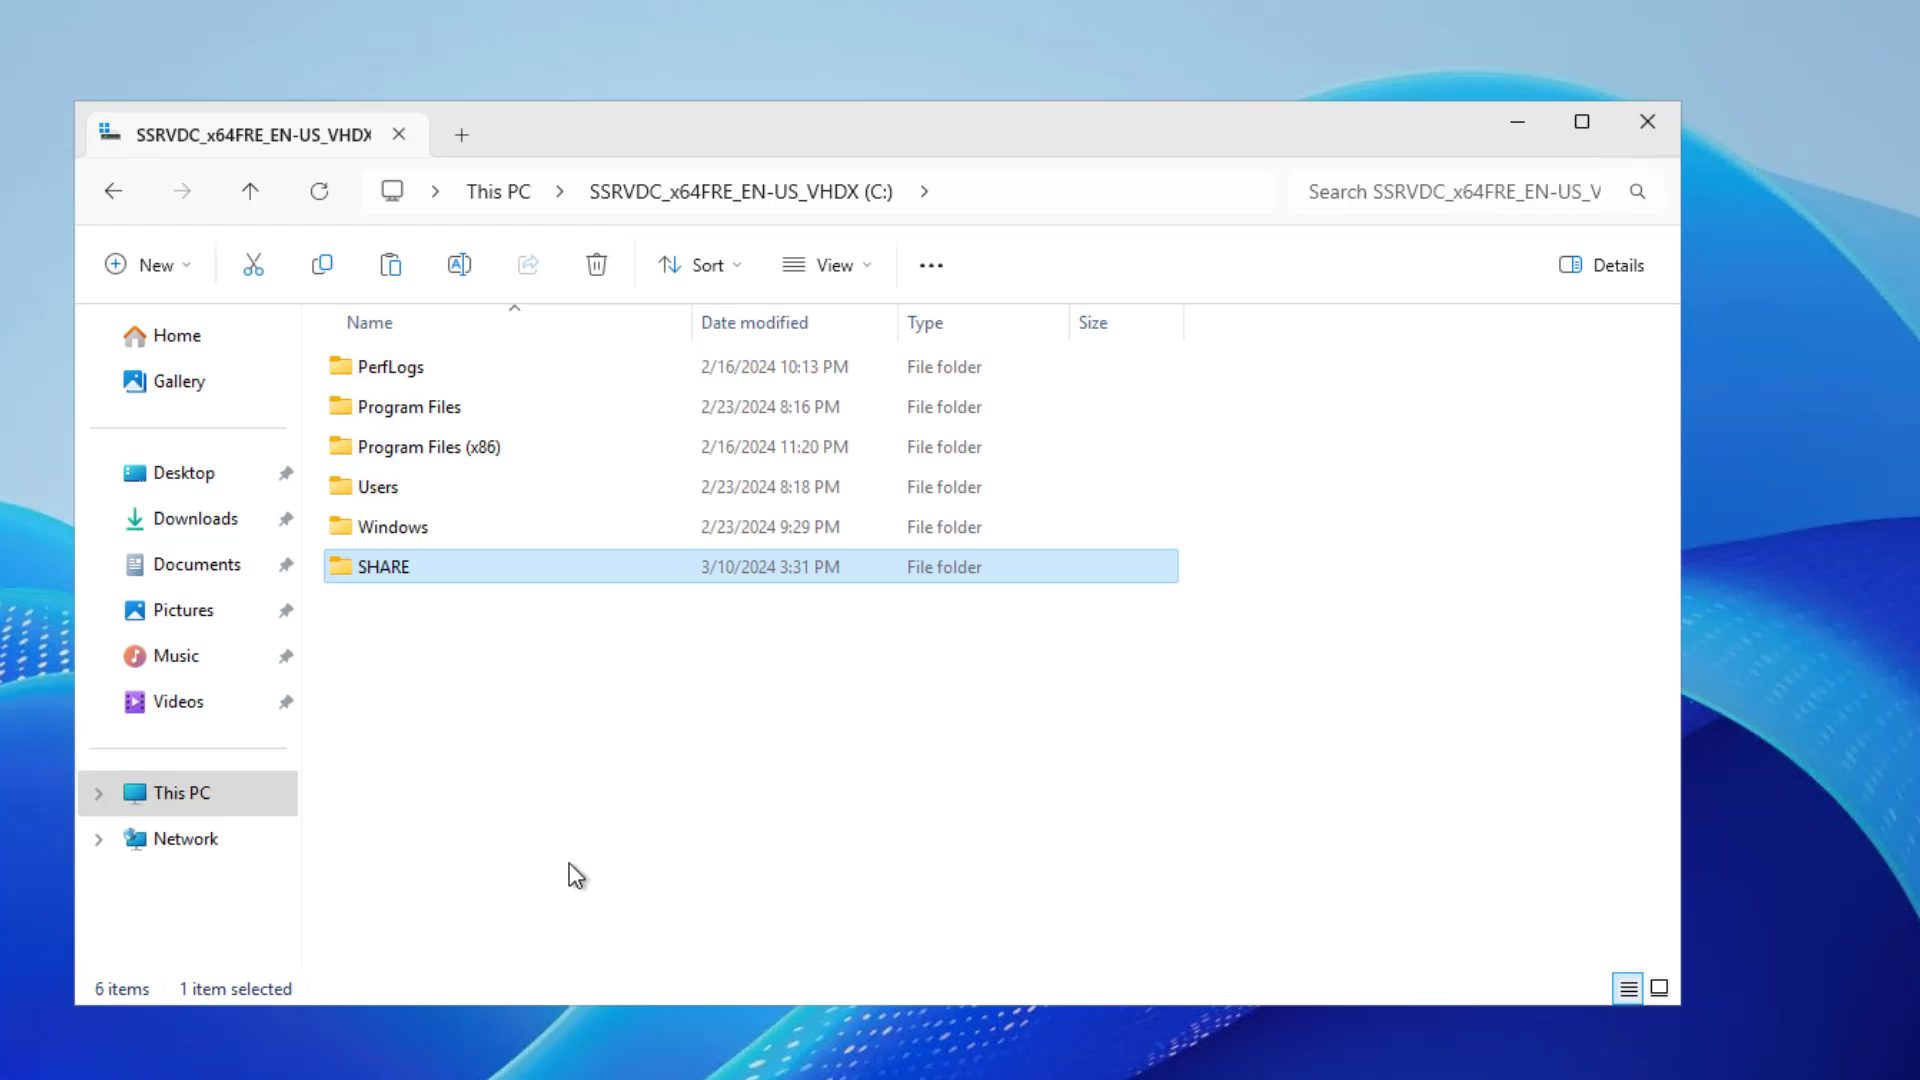 SSRVDC_x64FRE_EN-US_VHDX
This PC > SSRVDC_x64FRE_EN-US_VHDX (C:) >
Search SSRVDC_x64FRE_EN-US_V
New
Sort
View
Details
Name Date modified Type Size
Home
Gallery
Desktop
Downloads
Documents
Pictures
Music
Videos
This PC
Network
PerfLogs 2/16/2024 10:13 PM File folder
Program Files 2/23/2024 8:16 PM File folder
Program Files (x86) 2/16/2024 11:20 PM File folder
Users 2/23/2024 8:18 PM File folder
Windows 2/23/2024 9:29 PM File folder
SHARE 3/10/2024 3:31 PM File folder
6 items 1 item selected